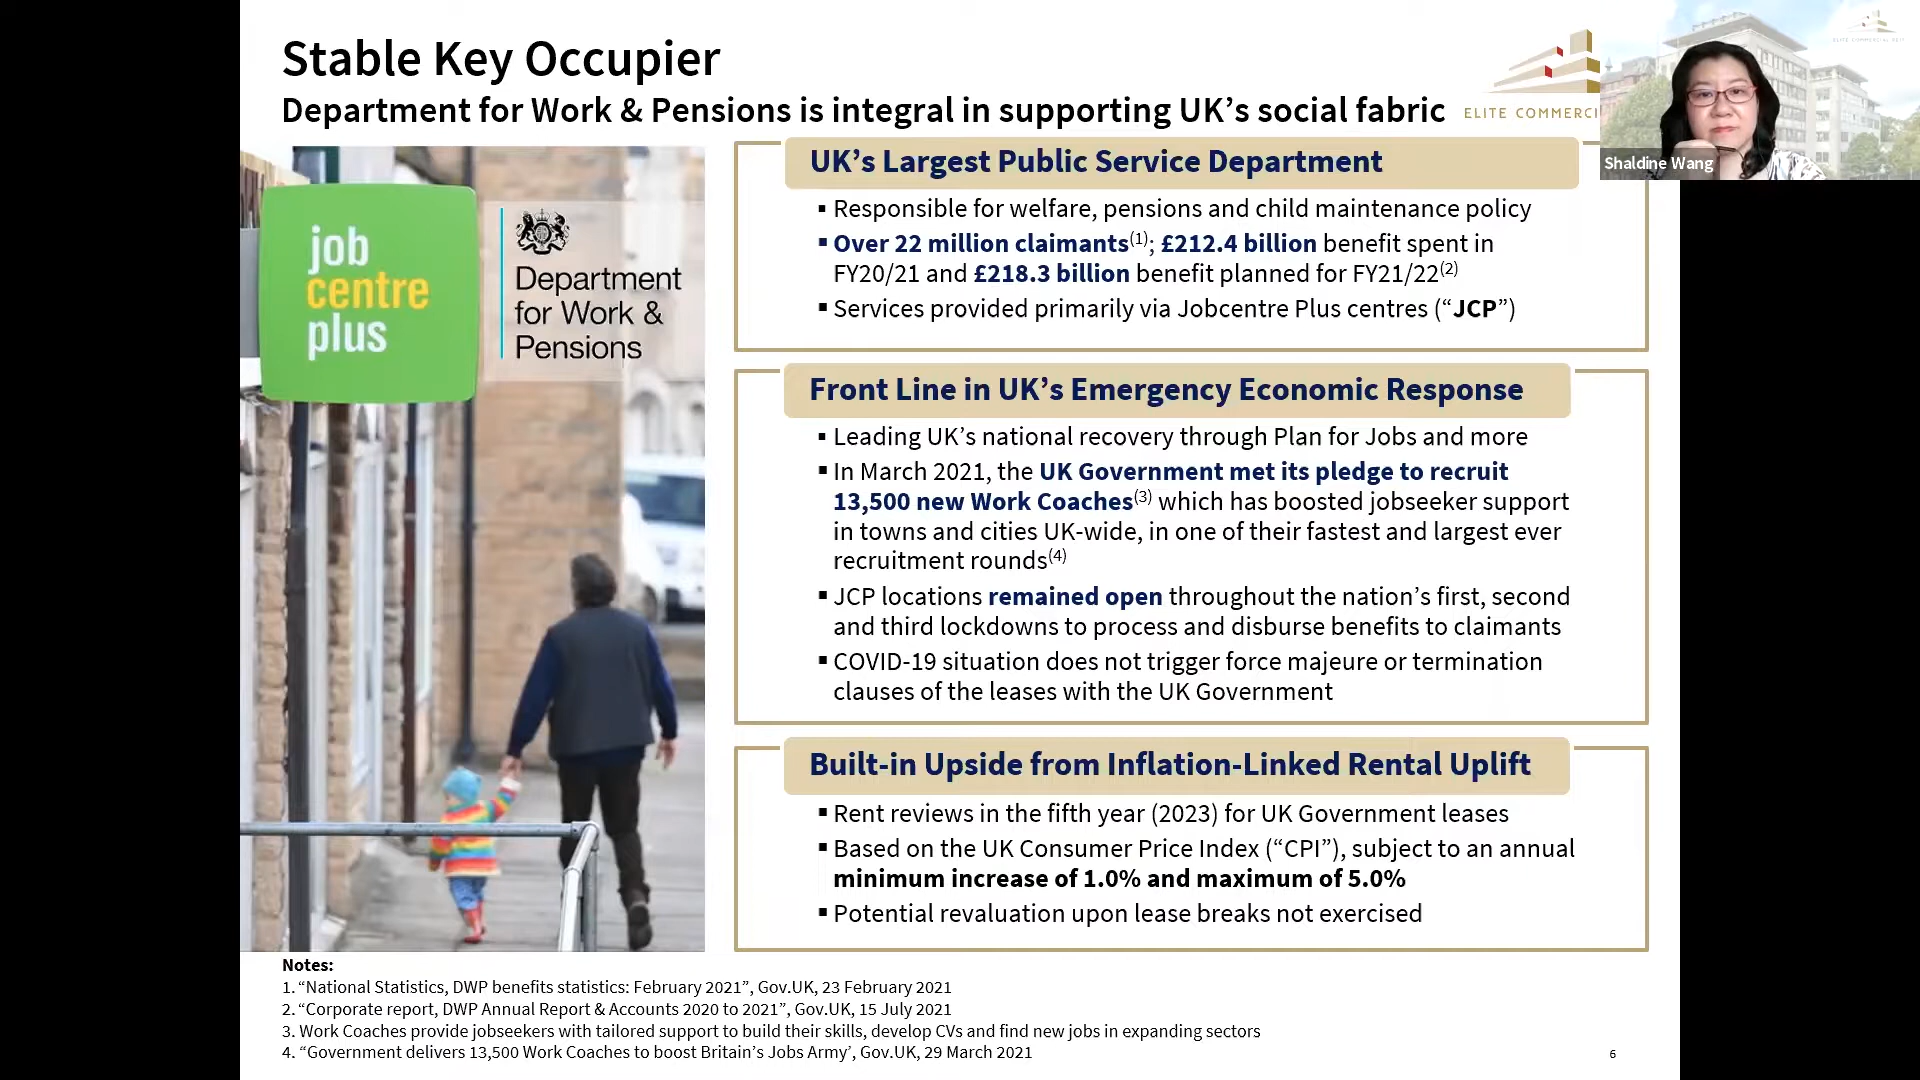 Stable Key Occupier
Department for Work & Pensions is integral in supporting UK’s social fabric
ELITE COMMERCI
Shaldine Wang
job
centre
plus
Department
for Work &
Pensions
UK’s Largest Public Service Department
▪ Responsible for welfare, pensions and child maintenance policy
▪ Over 22 million claimants(1); £212.4 billion benefit spent in
FY20/21 and £218.3 billion benefit planned for FY21/22(2)
▪ Services provided primarily via Jobcentre Plus centres (“JCP”)
Front Line in UK’s Emergency Economic Response
▪ Leading UK’s national recovery through Plan for Jobs and more
▪ In March 2021, the UK Government met its pledge to recruit
13,500 new Work Coaches(3) which has boosted jobseeker support
in towns and cities UK-wide, in one of their fastest and largest ever
recruitment rounds(4)
▪ JCP locations remained open throughout the nation’s first, second
and third lockdowns to process and disburse benefits to claimants
▪ COVID-19 situation does not trigger force majeure or termination
clauses of the leases with the UK Government
Built-in Upside from Inflation-Linked Rental Uplift
▪ Rent reviews in the fifth year (2023) for UK Government leases
▪ Based on the UK Consumer Price Index (“CPI”), subject to an annual
minimum increase of 1.0% and maximum of 5.0%
▪ Potential revaluation upon lease breaks not exercised
Notes:
1. “National Statistics, DWP benefits statistics: February 2021”, Gov.UK, 23 February 2021
2. “Corporate report, DWP Annual Report & Accounts 2020 to 2021”, Gov.UK, 15 July 2021
3. Work Coaches provide jobseekers with tailored support to build their skills, develop CVs and find new jobs in expanding sectors
4. “Government delivers 13,500 Work Coaches to boost Britain’s Jobs Army’, Gov.UK, 29 March 2021
6